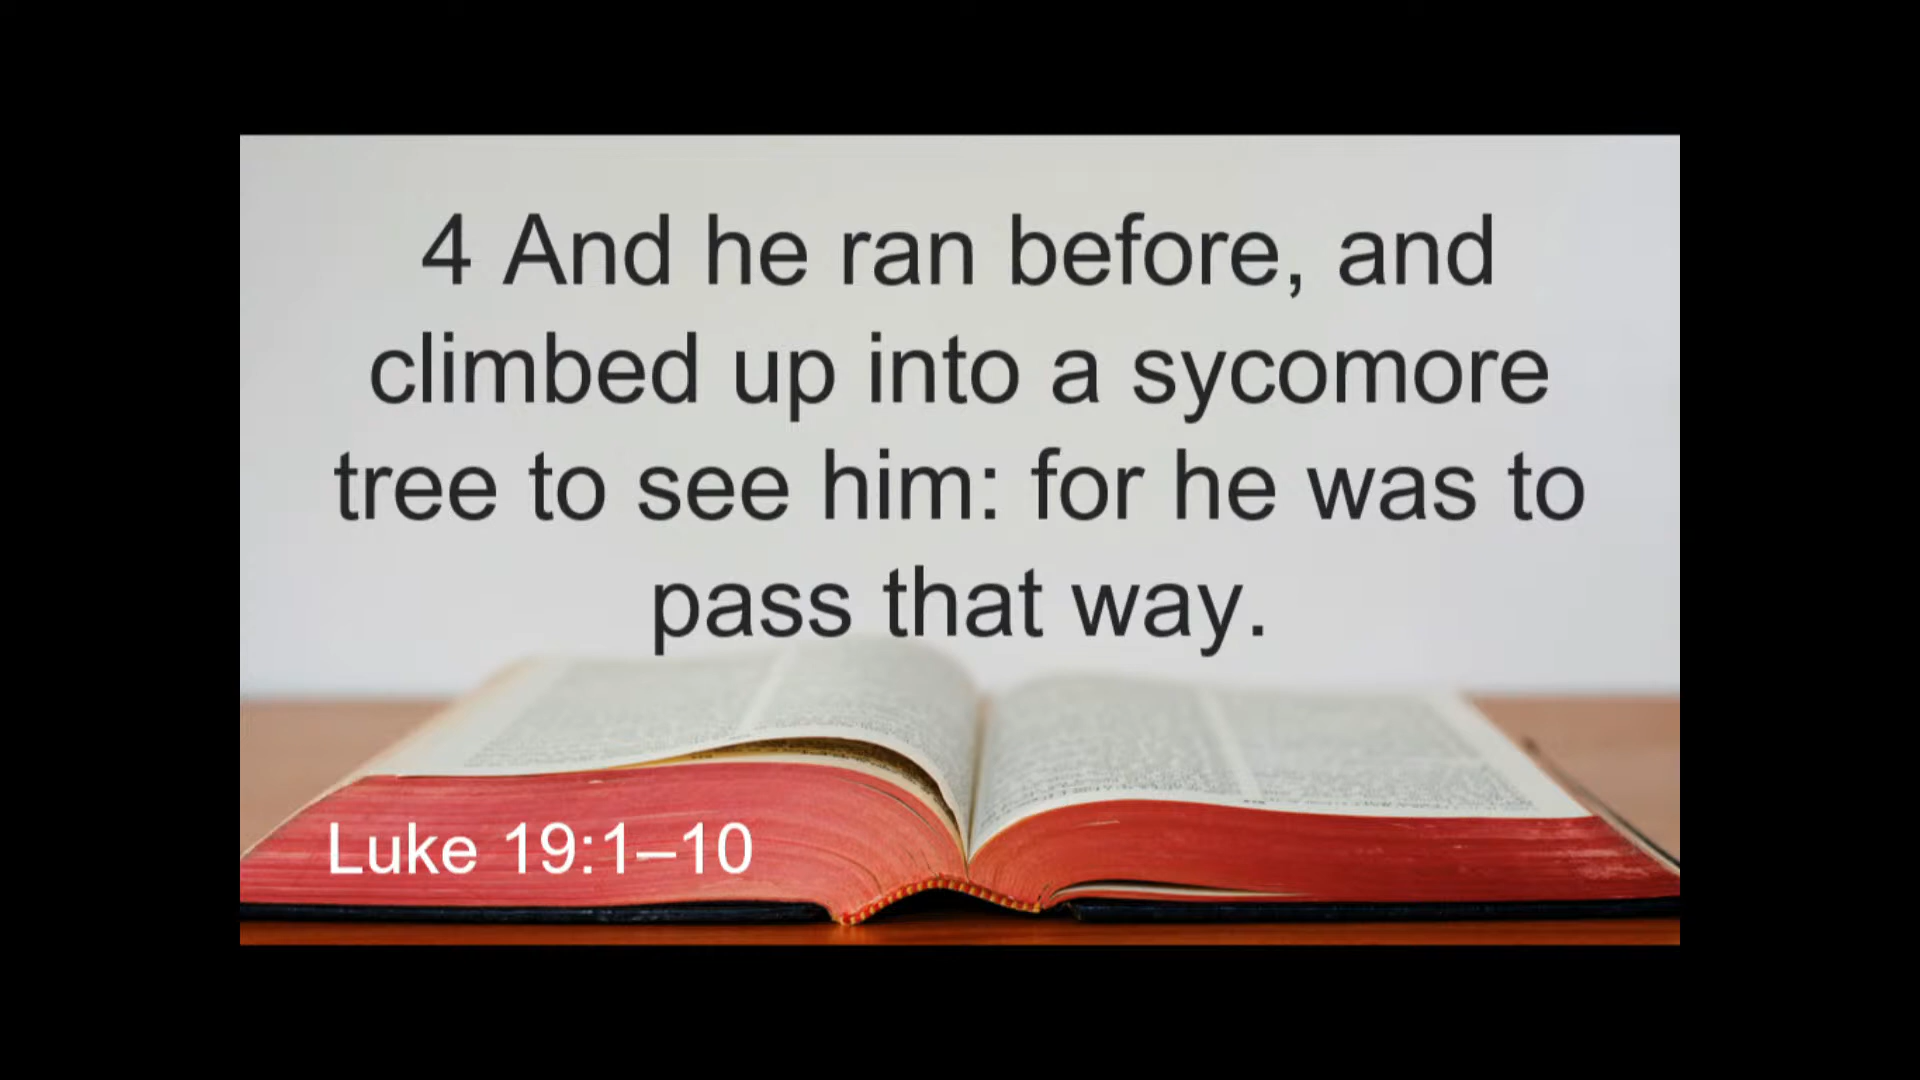 4 And he ran before, and
climbed up into a sycomore
tree to see him: for he was to
pass that way.
Luke 19:1–10